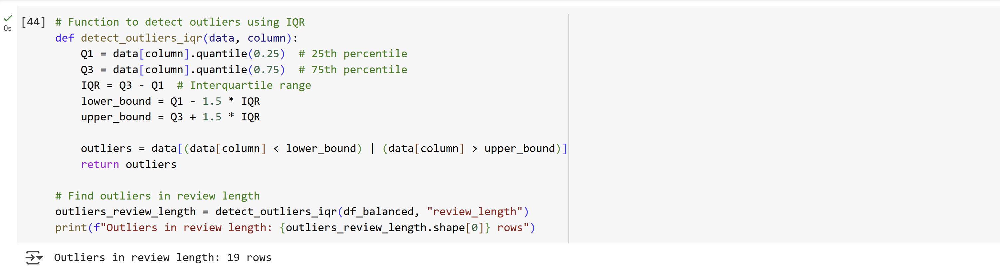 [44] # Function to detect outliers using IQR
0s
def detect_outliers_iqr(data, column):
    Q1 = data[column].quantile(0.25)  # 25th percentile
    Q3 = data[column].quantile(0.75)  # 75th percentile
    IQR = Q3 - Q1  # Interquartile range
    lower_bound = Q1 - 1.5 * IQR
    upper_bound = Q3 + 1.5 * IQR

    outliers = data[(data[column] < lower_bound) | (data[column] > upper_bound)]
    return outliers

# Find outliers in review length
outliers_review_length = detect_outliers_iqr(df_balanced, "review_length")
print(f"Outliers in review length: {outliers_review_length.shape[0]} rows")
Outliers in review length: 19 rows